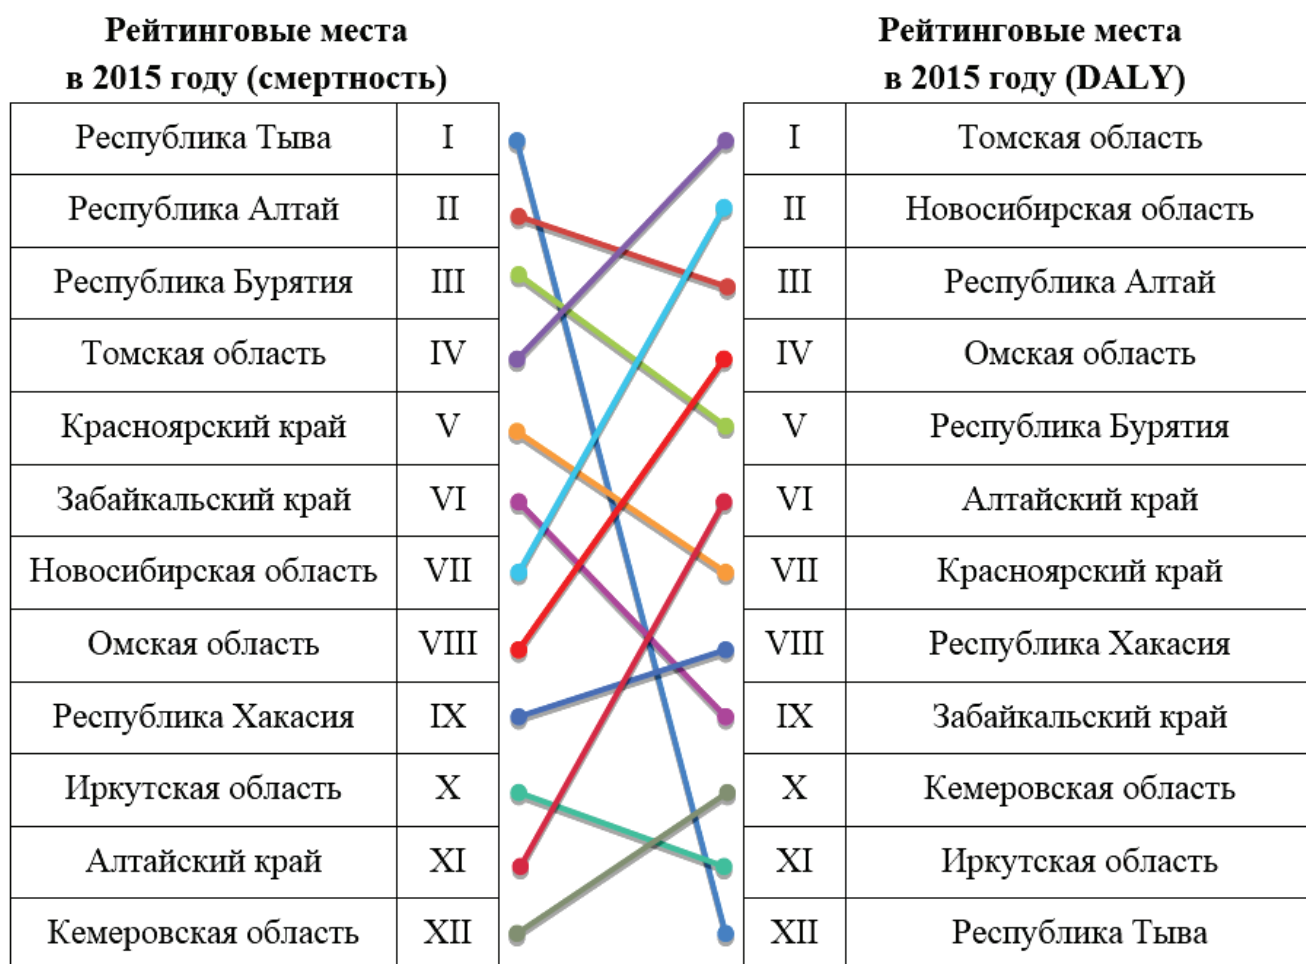 Рейтинговые места
в 2015 году (смертность)
Рейтинговые места
в 2015 году (DALY)
Республика Тыва I I Томская область
Республика Алтай II II Новосибирская область
Республика Бурятия III III Республика Алтай
Томская область IV IV Омская область
Красноярский край V V Республика Бурятия
Забайкальский край VI VI Алтайский край
Новосибирская область VII VII Красноярский край
Омская область VIII VIII Республика Хакасия
Республика Хакасия IX IX Забайкальский край
Иркутская область X X Кемеровская область
Алтайский край XI XI Иркутская область
Кемеровская область XII XII Республика Тыва